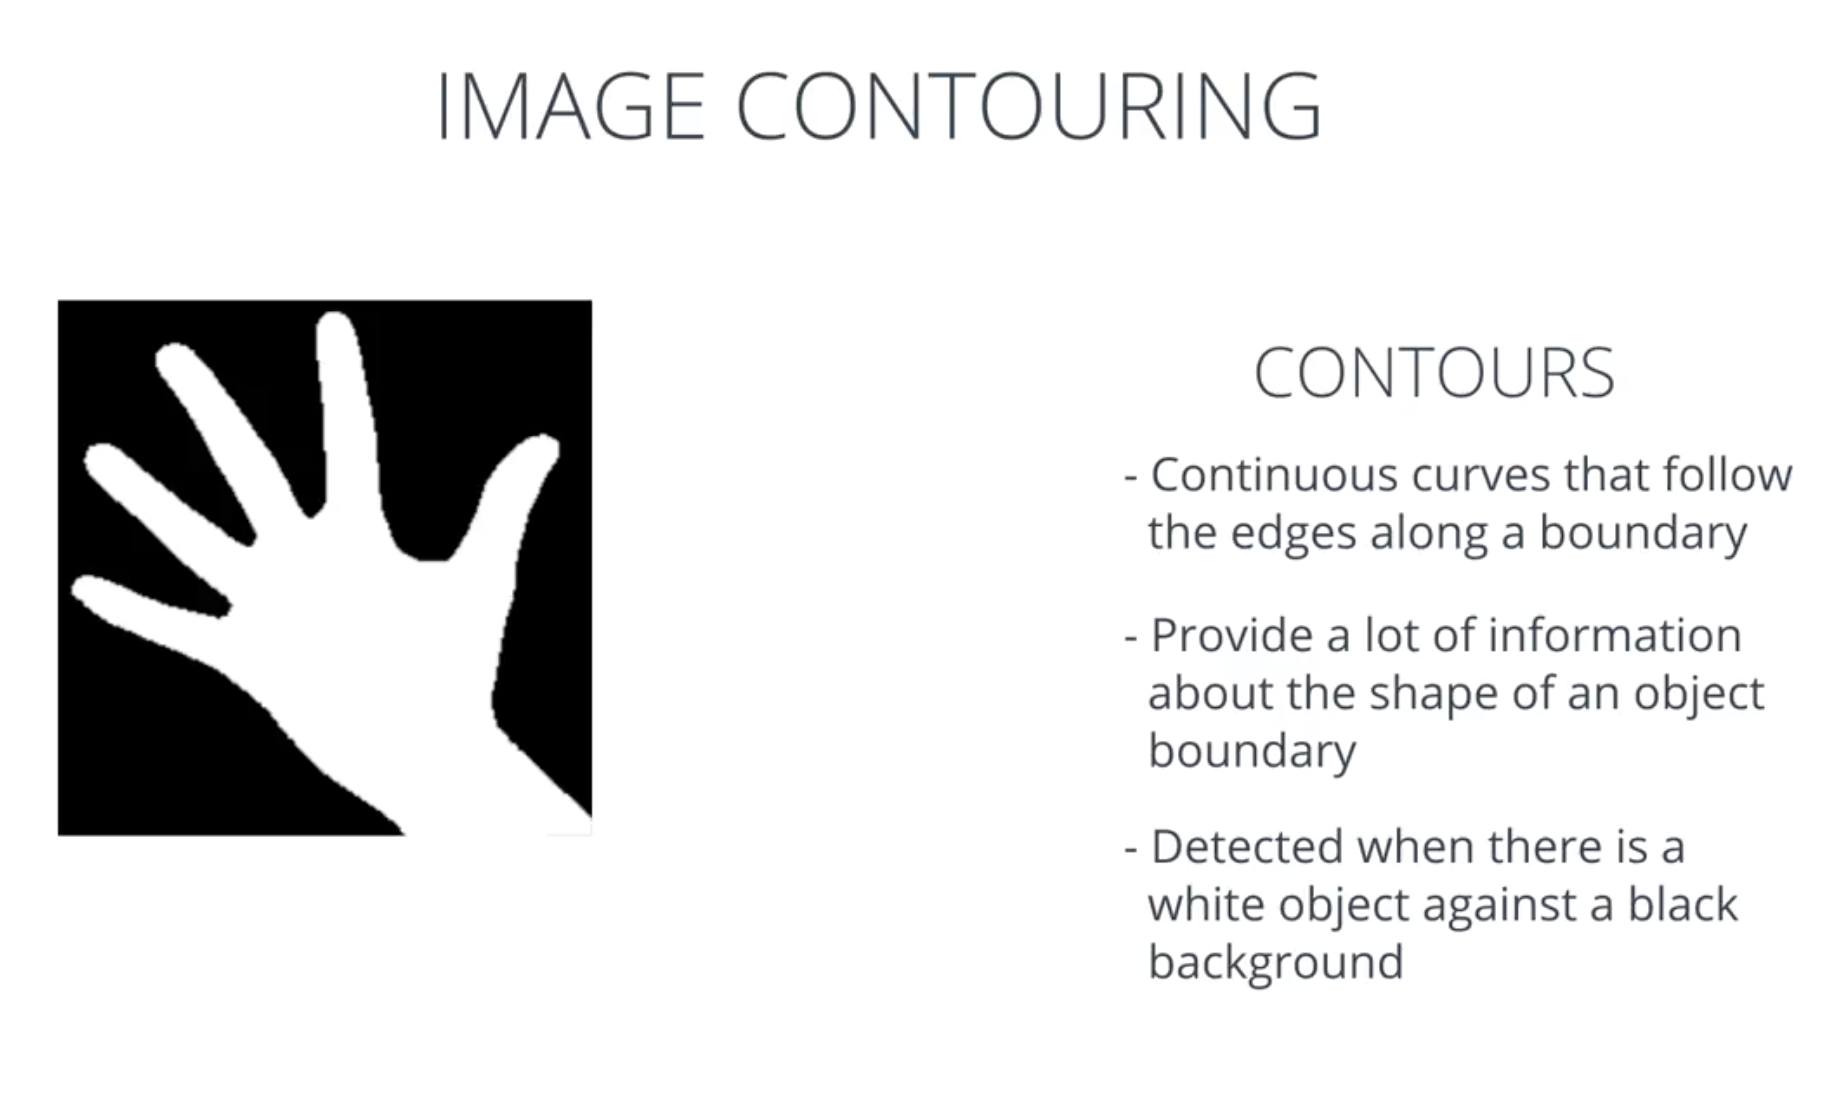 IMAGE CONTOURING
CONTOURS
- Continuous curves that follow
the edges along a boundary
- Provide a lot of information
about the shape of an object
boundary
- Detected when there is a
white object against a black
background